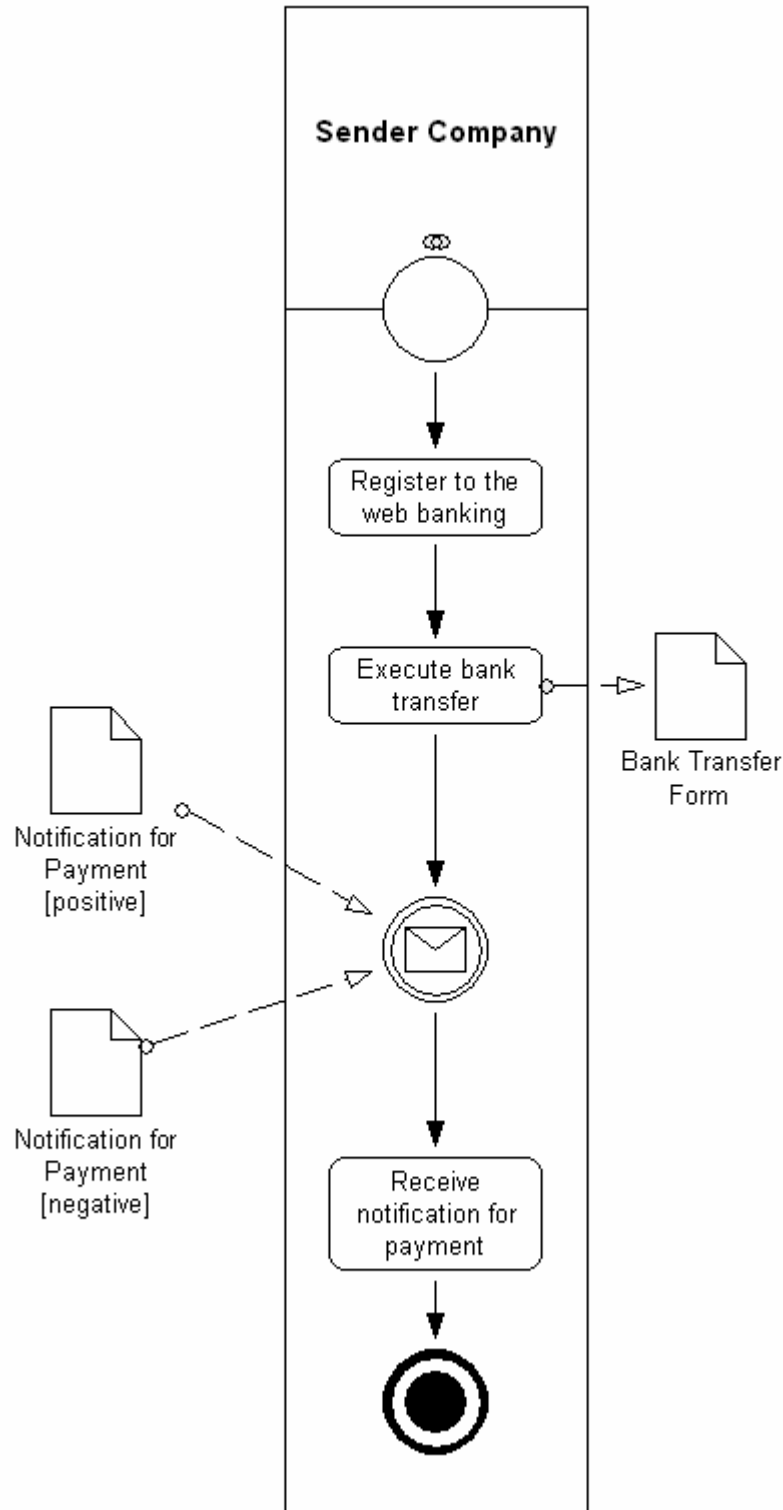 Sender Company
Register to the
web banking
Execute bank
transfer
Bank Transfer
Form
Notification for
Payment
[positive]
Notification for
Payment
[negative]
Receive
notification for
payment